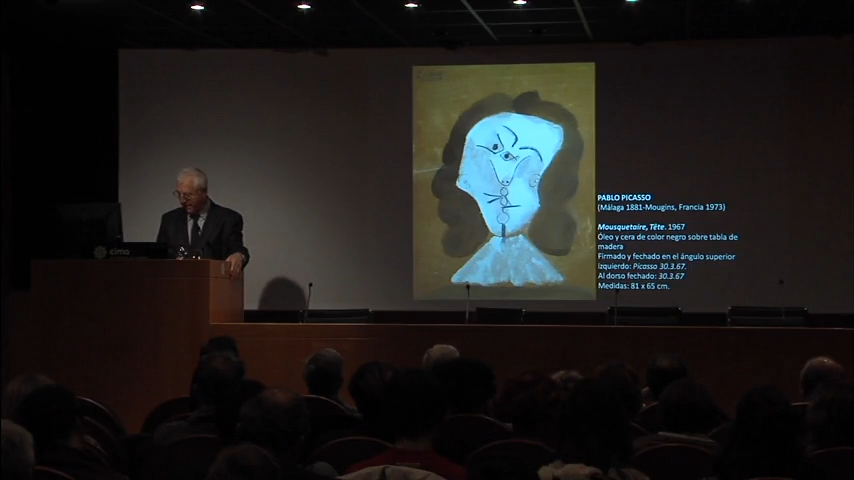 PABLO PICASSO
(Málaga 1881-Mougins, Francia 1973)
Mousquetaire, Tête. 1967
Óleo y cera de color negro sobre tabla de
madera
Firmado y fechado en el ángulo superior
izquierdo: Picasso 30.3.67.
Al dorso fechado: 30.3.67
Medidas: 81 x 65 cm.
cima